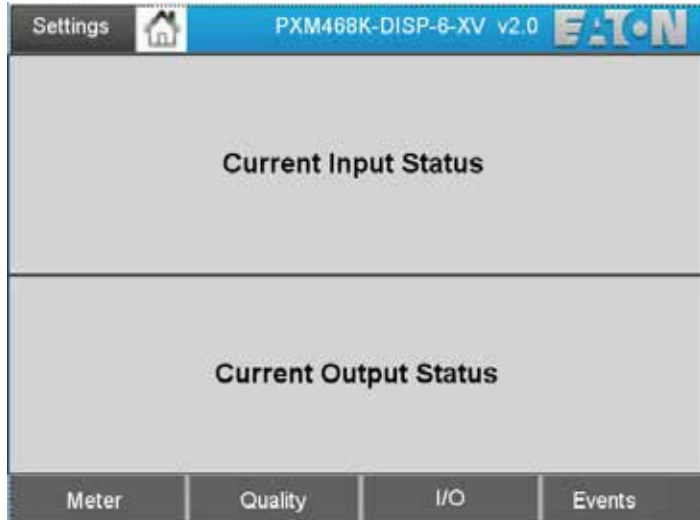 Settings PXM468K-DISP-6-XV v2.0 EATON
Current Input Status
Current Output Status
Meter Quality I/O Events